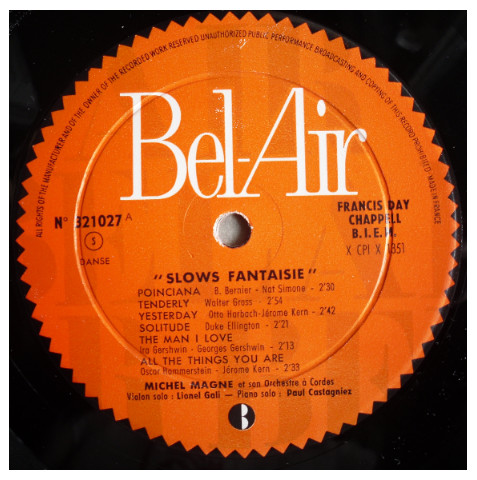 ALL RIGHTS OF THE MANUFACTURER AND OF THE OWNER OF THE RECORDED WORK RESERVED UNAUTHORIZED PUBLIC PERFORMANCE BROADCASTING AND COPYING OF THIS RECORD PROHIBITED - MADE IN FRANCE
Bel-Air
N° 321027 A
S
DANSE
FRANCIS DAY
CHAPPELL
B.I.E.M.
X CPI X 1351
"SLOWS FANTAISIE"
POINCIANA B. Bernier - Nat Simone - 2'30
TENDERLY Walter Gross - 2'54
YESTERDAY Otto Harbach-Jérome Kern - 2'42
SOLITUDE Duke Ellington - 2'21
THE MAN I LOVE
Ira Gershwin - Georges Gershwin - 2'13
ALL THE THINGS YOU ARE
Oscar Hammerstein - Jérome Kern - 2'33
MICHEL MAGNE et son Orchestre à Cordes
Violon solo : Lionel Gali - Piano solo : Paul Castagniez
B